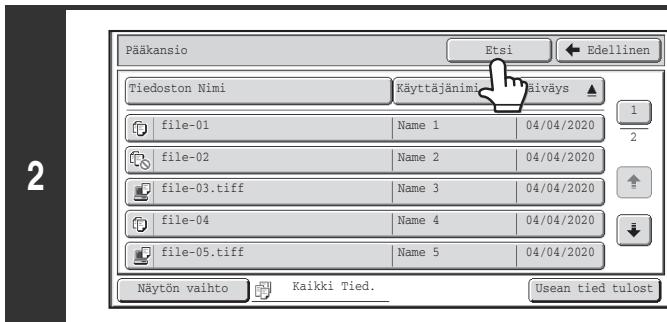 2
Pääkansio Etsi Edellinen
Tiedoston Nimi Käyttäjänimi äiväys
file-01 Name 1 04/04/2020
file-02 Name 2 04/04/2020
file-03.tiff Name 3 04/04/2020
file-04 Name 4 04/04/2020
file-05.tiff Name 5 04/04/2020
1
2
Näytön vaihto Kaikki Tied. Usean tied tulost